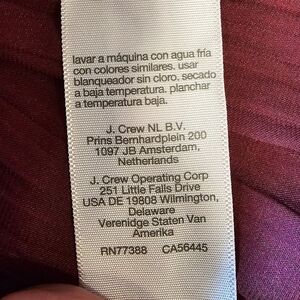 lavar a máquina con agua fría
con colores similares. usar
blanqueador sin cloro. secado
a baja temperatura. planchar
a temperatura baja.
J. Crew NL B.V.
Prins Bernhardplein 200
1097 JB Amsterdam,
Netherlands
J. Crew Operating Corp
251 Little Falls Drive
USA DE 19808 Wilmington,
Delaware
Verenidge Staten Van
Amerika
RN77388 CA56445